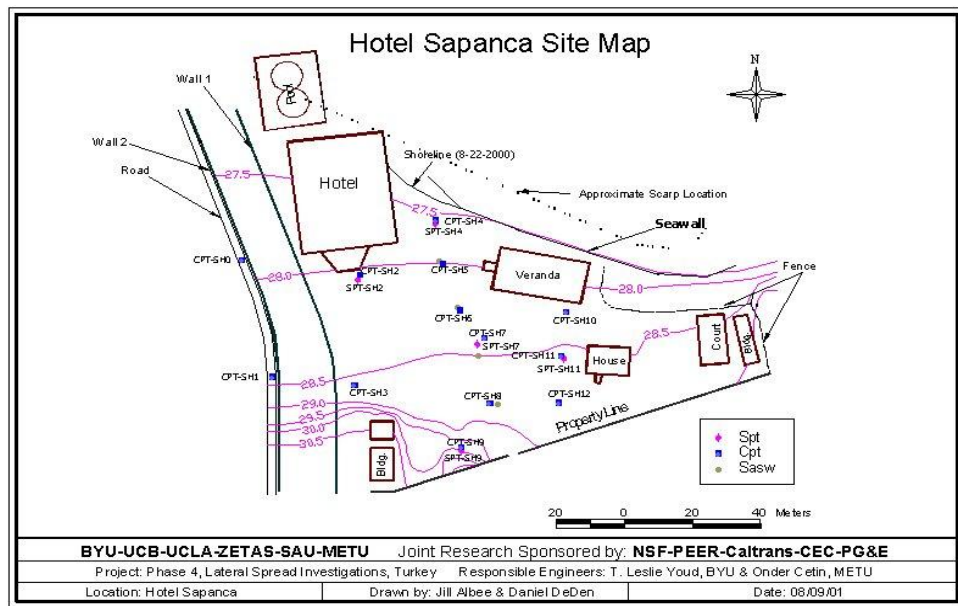 Hotel Sapanca Site Map
N
Wall 1
Pool
Wall 2
Road
Shoreline (8-22-2000)
27.5
Hotel
Approximate Scarp Location
27.5
CPT-SH4
SPT-SH4
Seawall
CPT-SH0
CPT-SH5
Fence
28.0
CPT-SH2
SPT-SH2
Veranda
28.0
CPT-SH6
CPT-SH10
CPT-SH7
SPT-SH7
28.5
Court
Bldg.
CPT-SH11
SPT-SH11
House
CPT-SH1
28.5
CPT-SH3
CPT-SH8
CPT-SH12
29.0
29.5
30.0
30.5
Property Line
CPT-SH9
SPT-SH9
Bldg.
Spt
Cpt
Sasw
20 0 20 40 Meters
BYU-UCB-UCLA-ZETAS-SAU-METU Joint Research Sponsored by: NSF-PEER-Caltrans-CEC-PG&E
Project: Phase 4, Lateral Spread Investigations, Turkey Responsible Engineers: T. Leslie Youd, BYU & Onder Cetin, METU
Location: Hotel Sapanca Drawn by: Jill Albee & Daniel DeDen Date: 08/09/01